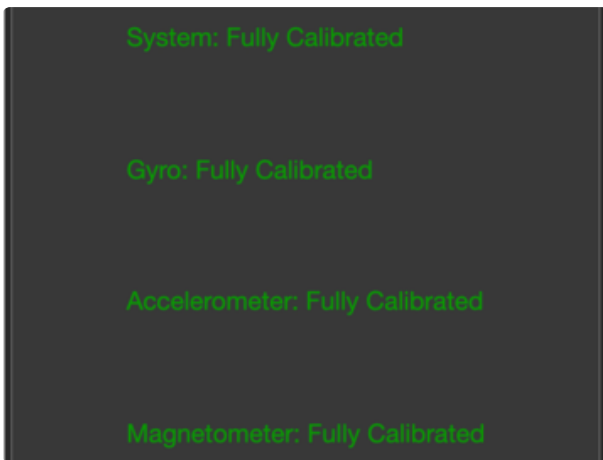 System: Fully Calibrated
Gyro: Fully Calibrated
Accelerometer: Fully Calibrated
Magnetometer: Fully Calibrated